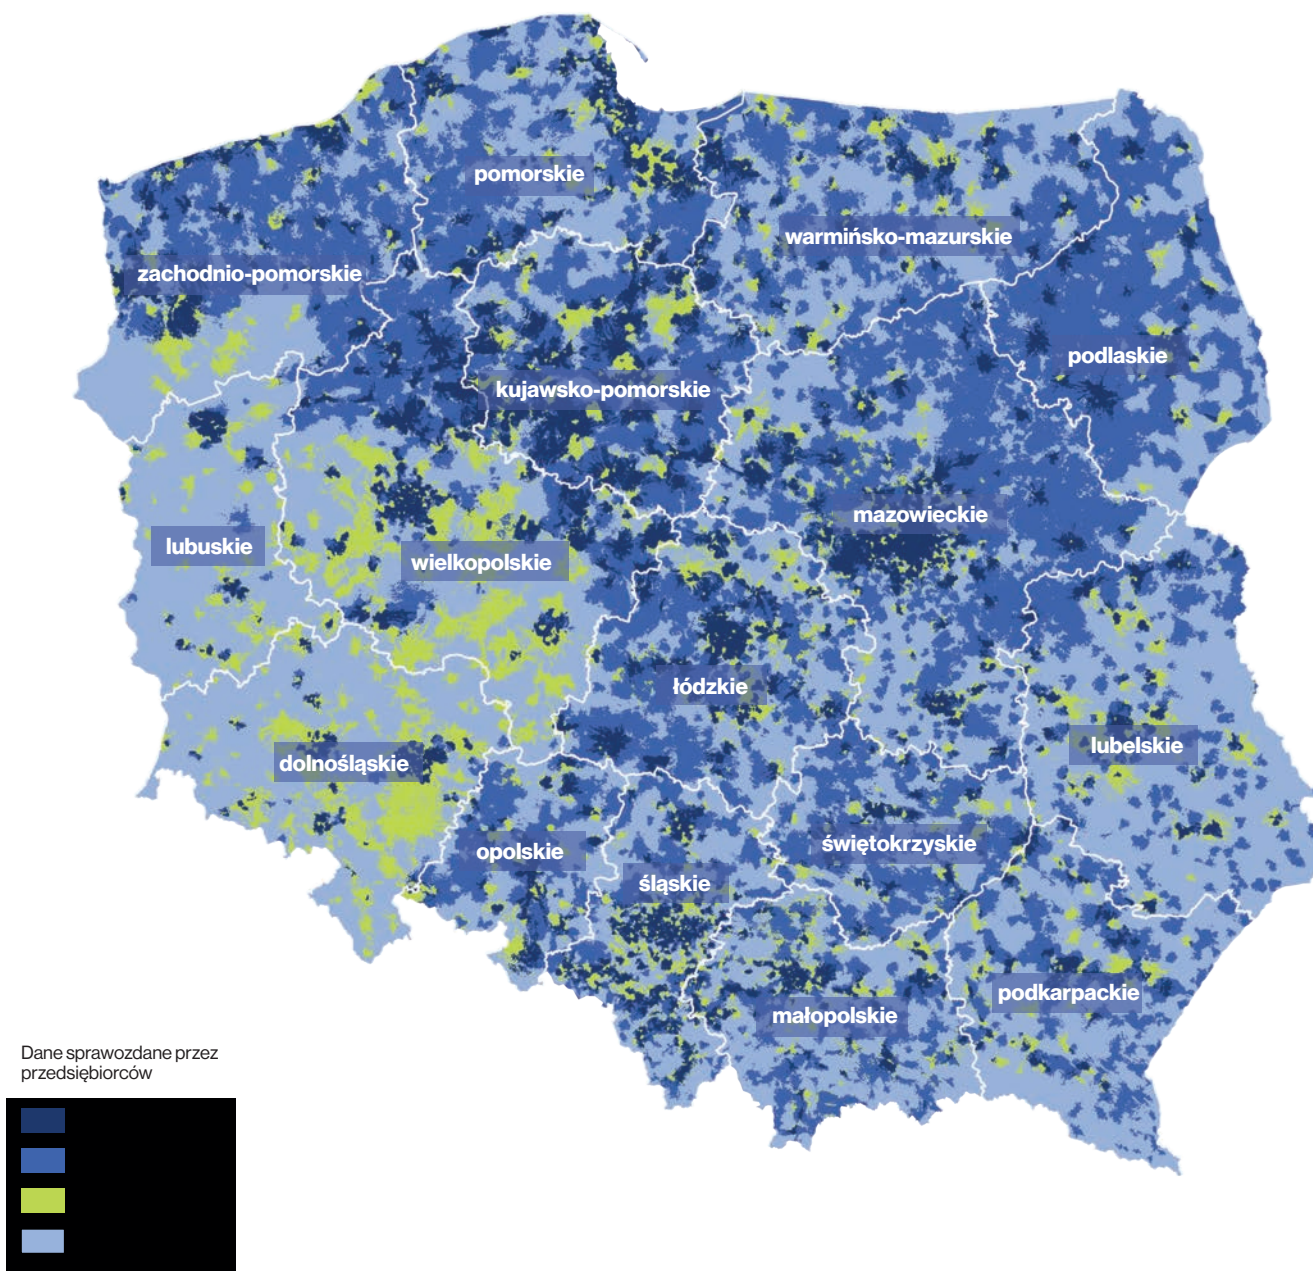 pomorskie
warmińsko-mazurskie
zachodnio-pomorskie
podlaskie
kujawsko-pomorskie
mazowieckie
lubuskie
wielkopolskie
łódzkie
lubelskie
dolnośląskie
opolskie
świętokrzyskie
śląskie
podkarpackie
małopolskie
Dane sprawozdane przez
przedsiębiorców